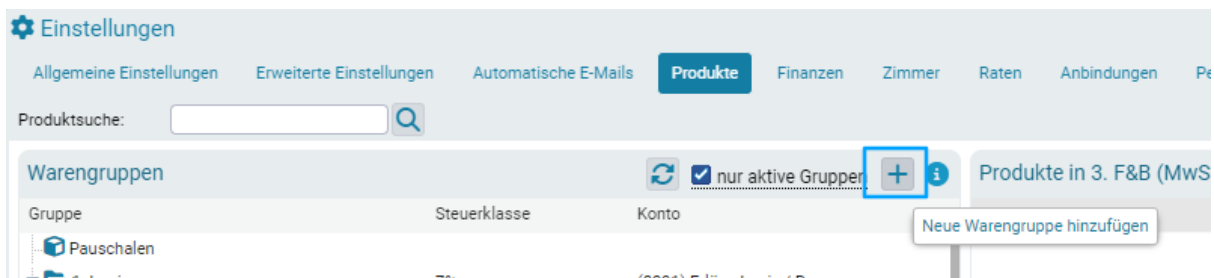 Einstellungen
Allgemeine Einstellungen Erweiterte Einstellungen Automatische E-Mails Produkte Finanzen Zimmer Raten Anbindungen
Produktsuche:
Warengruppen nur aktive Gruppen Produkte in 3. F&B (MwS
Gruppe Steuerklasse Konto
Neue Warengruppe hinzufügen
Pauschalen